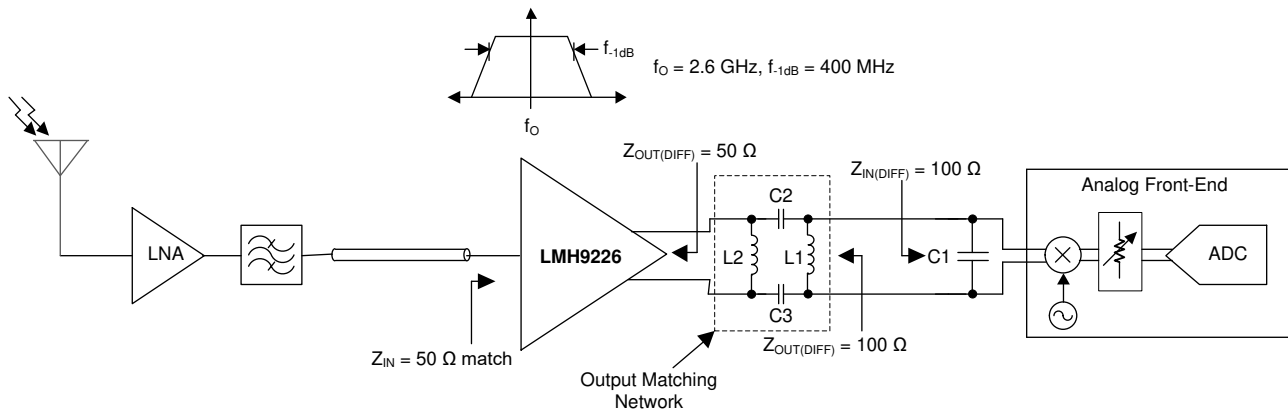 f-1dB
fO = 2.6 GHz, f-1dB = 400 MHz
fO
ZOUT(DIFF) = 50 Ω
ZIN(DIFF) = 100 Ω
Analog Front-End
C2
LNA
LMH9226
L2
L1
C1
ADC
C3
ZIN = 50 Ω match
ZOUT(DIFF) = 100 Ω
Output Matching
Network